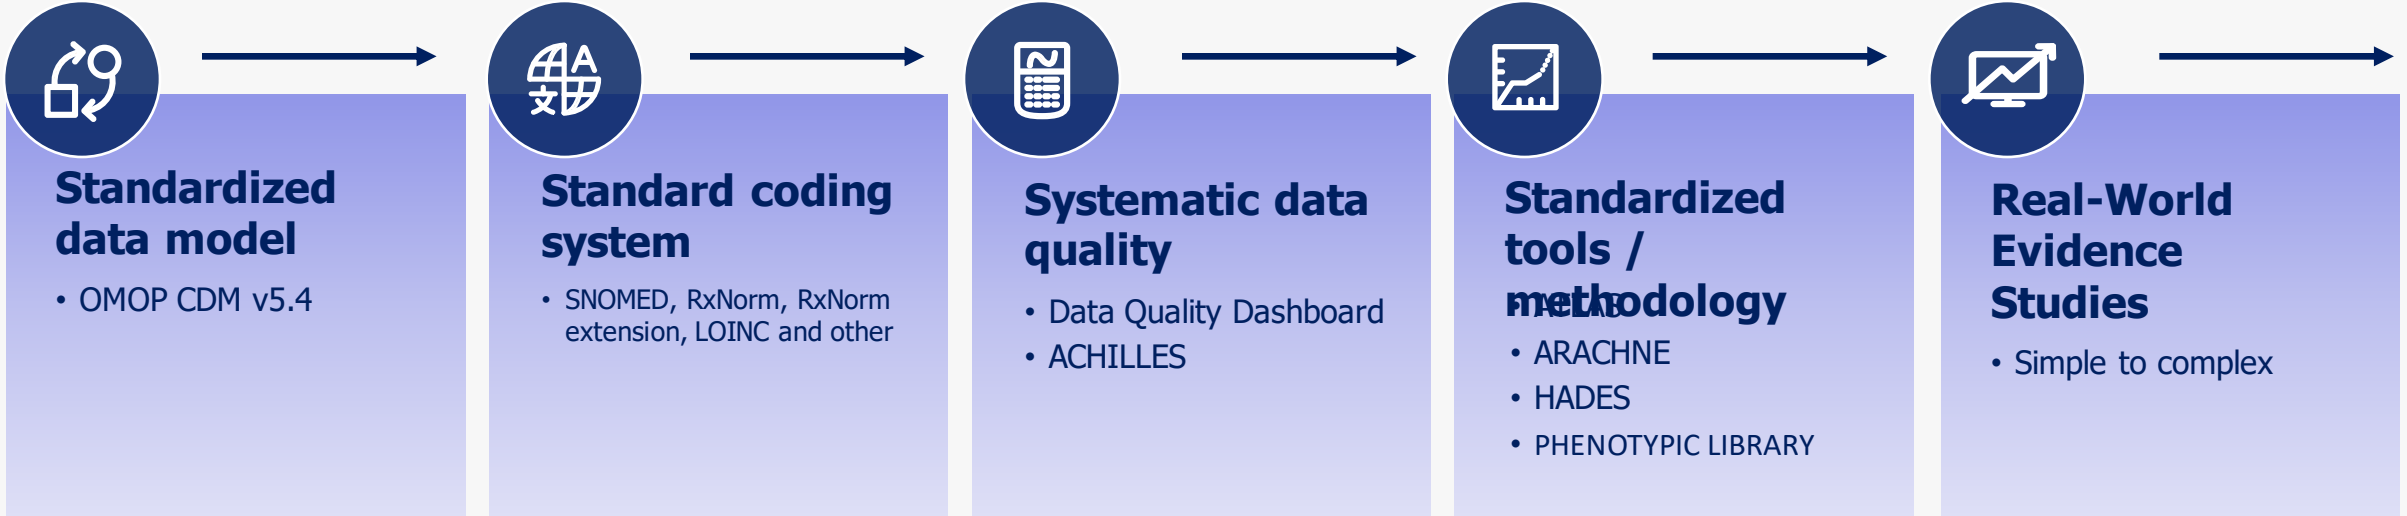 Standardized
data model
• OMOP CDM v5.4
Standard coding
system
• SNOMED, RxNorm, RxNorm
extension, LOINC and other
Systematic data
quality
• Data Quality Dashboard
• ACHILLES
Standardized
tools /
methodology
• ATLAS
• ARACHNE
• HADES
• PHENOTYPIC LIBRARY
Real-World
Evidence
Studies
• Simple to complex